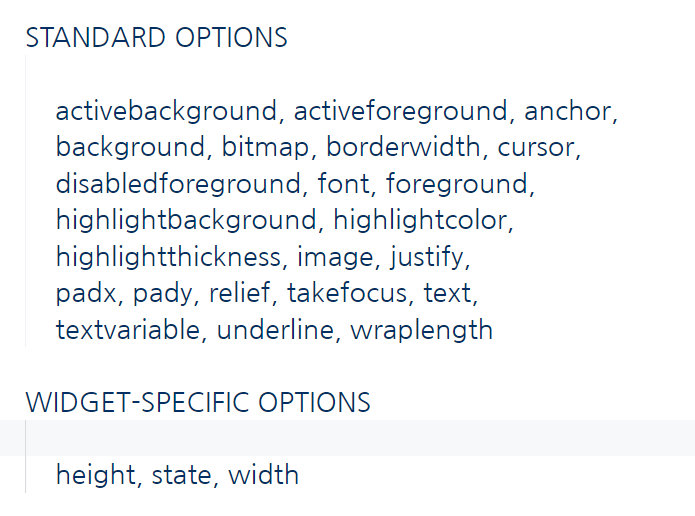 STANDARD OPTIONS
activebackground, activeforeground, anchor,
background, bitmap, borderwidth, cursor,
disabledforeground, font, foreground,
highlightbackground, highlightcolor,
highlightthickness, image, justify,
padx, pady, relief, takefocus, text,
textvariable, underline, wraplength
WIDGET-SPECIFIC OPTIONS
height, state, width